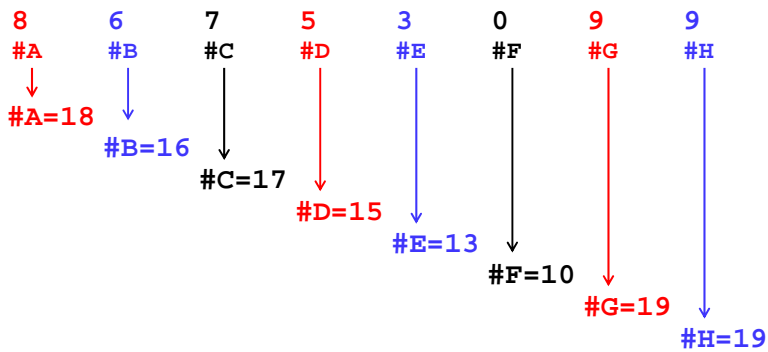 8 6 7 5 3 0 9 9
#A #B #C #D #E #F #G #H
#A=18
#B=16
#C=17
#D=15
#E=13
#F=10
#G=19
#H=19